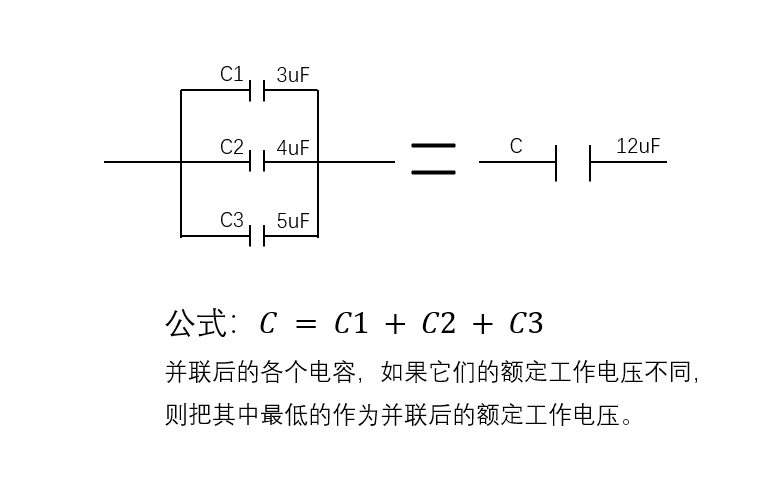 C1 3uF
C2 4uF
C 12uF
C3 5uF
公式：C = C1 + C2 + C3
并联后的各个电容，如果它们的额定工作电压不同，
则把其中最低的作为并联后的额定工作电压。